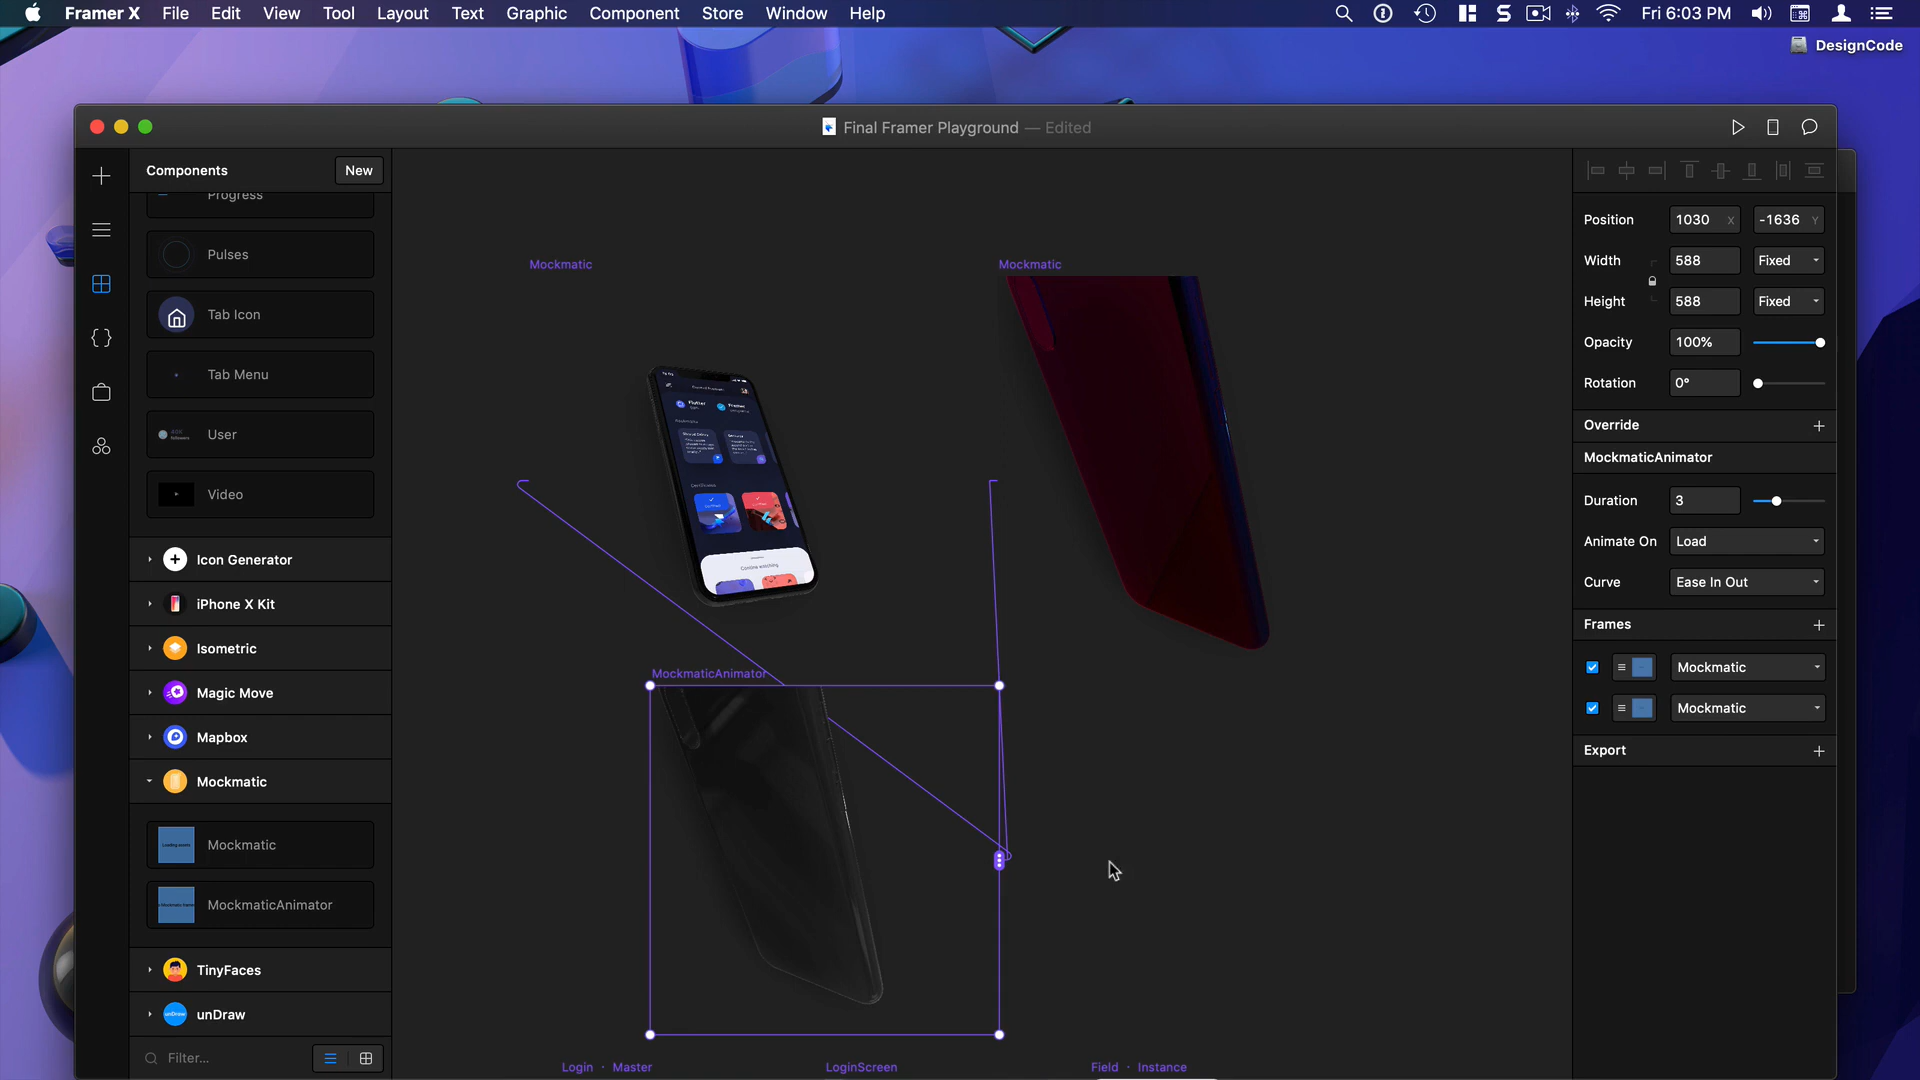 Framer X File Edit View Tool Layout Text Graphic Component Store Window Help Fri 6:03 PM
DesignCode
Final Framer Playground — Edited
Components New
Progress
Pulses
Tab Icon
Tab Menu
User
Video
Icon Generator
iPhone X Kit
Isometric
Magic Move
Mapbox
Mockmatic
Mockmatic
MockmaticAnimator
TinyFaces
unDraw
Filter...
Mockmatic
Mockmatic
Flutter
Certificates
Continue watching
MockmaticAnimator
Login · Master
LoginScreen
Field · Instance
Position 1030 X -1636 Y
Width 588 Fixed
Height 588 Fixed
Opacity 100%
Rotation 0°
Override
MockmaticAnimator
Duration 3
Animate On Load
Curve Ease In Out
Frames
Mockmatic
Mockmatic
Export